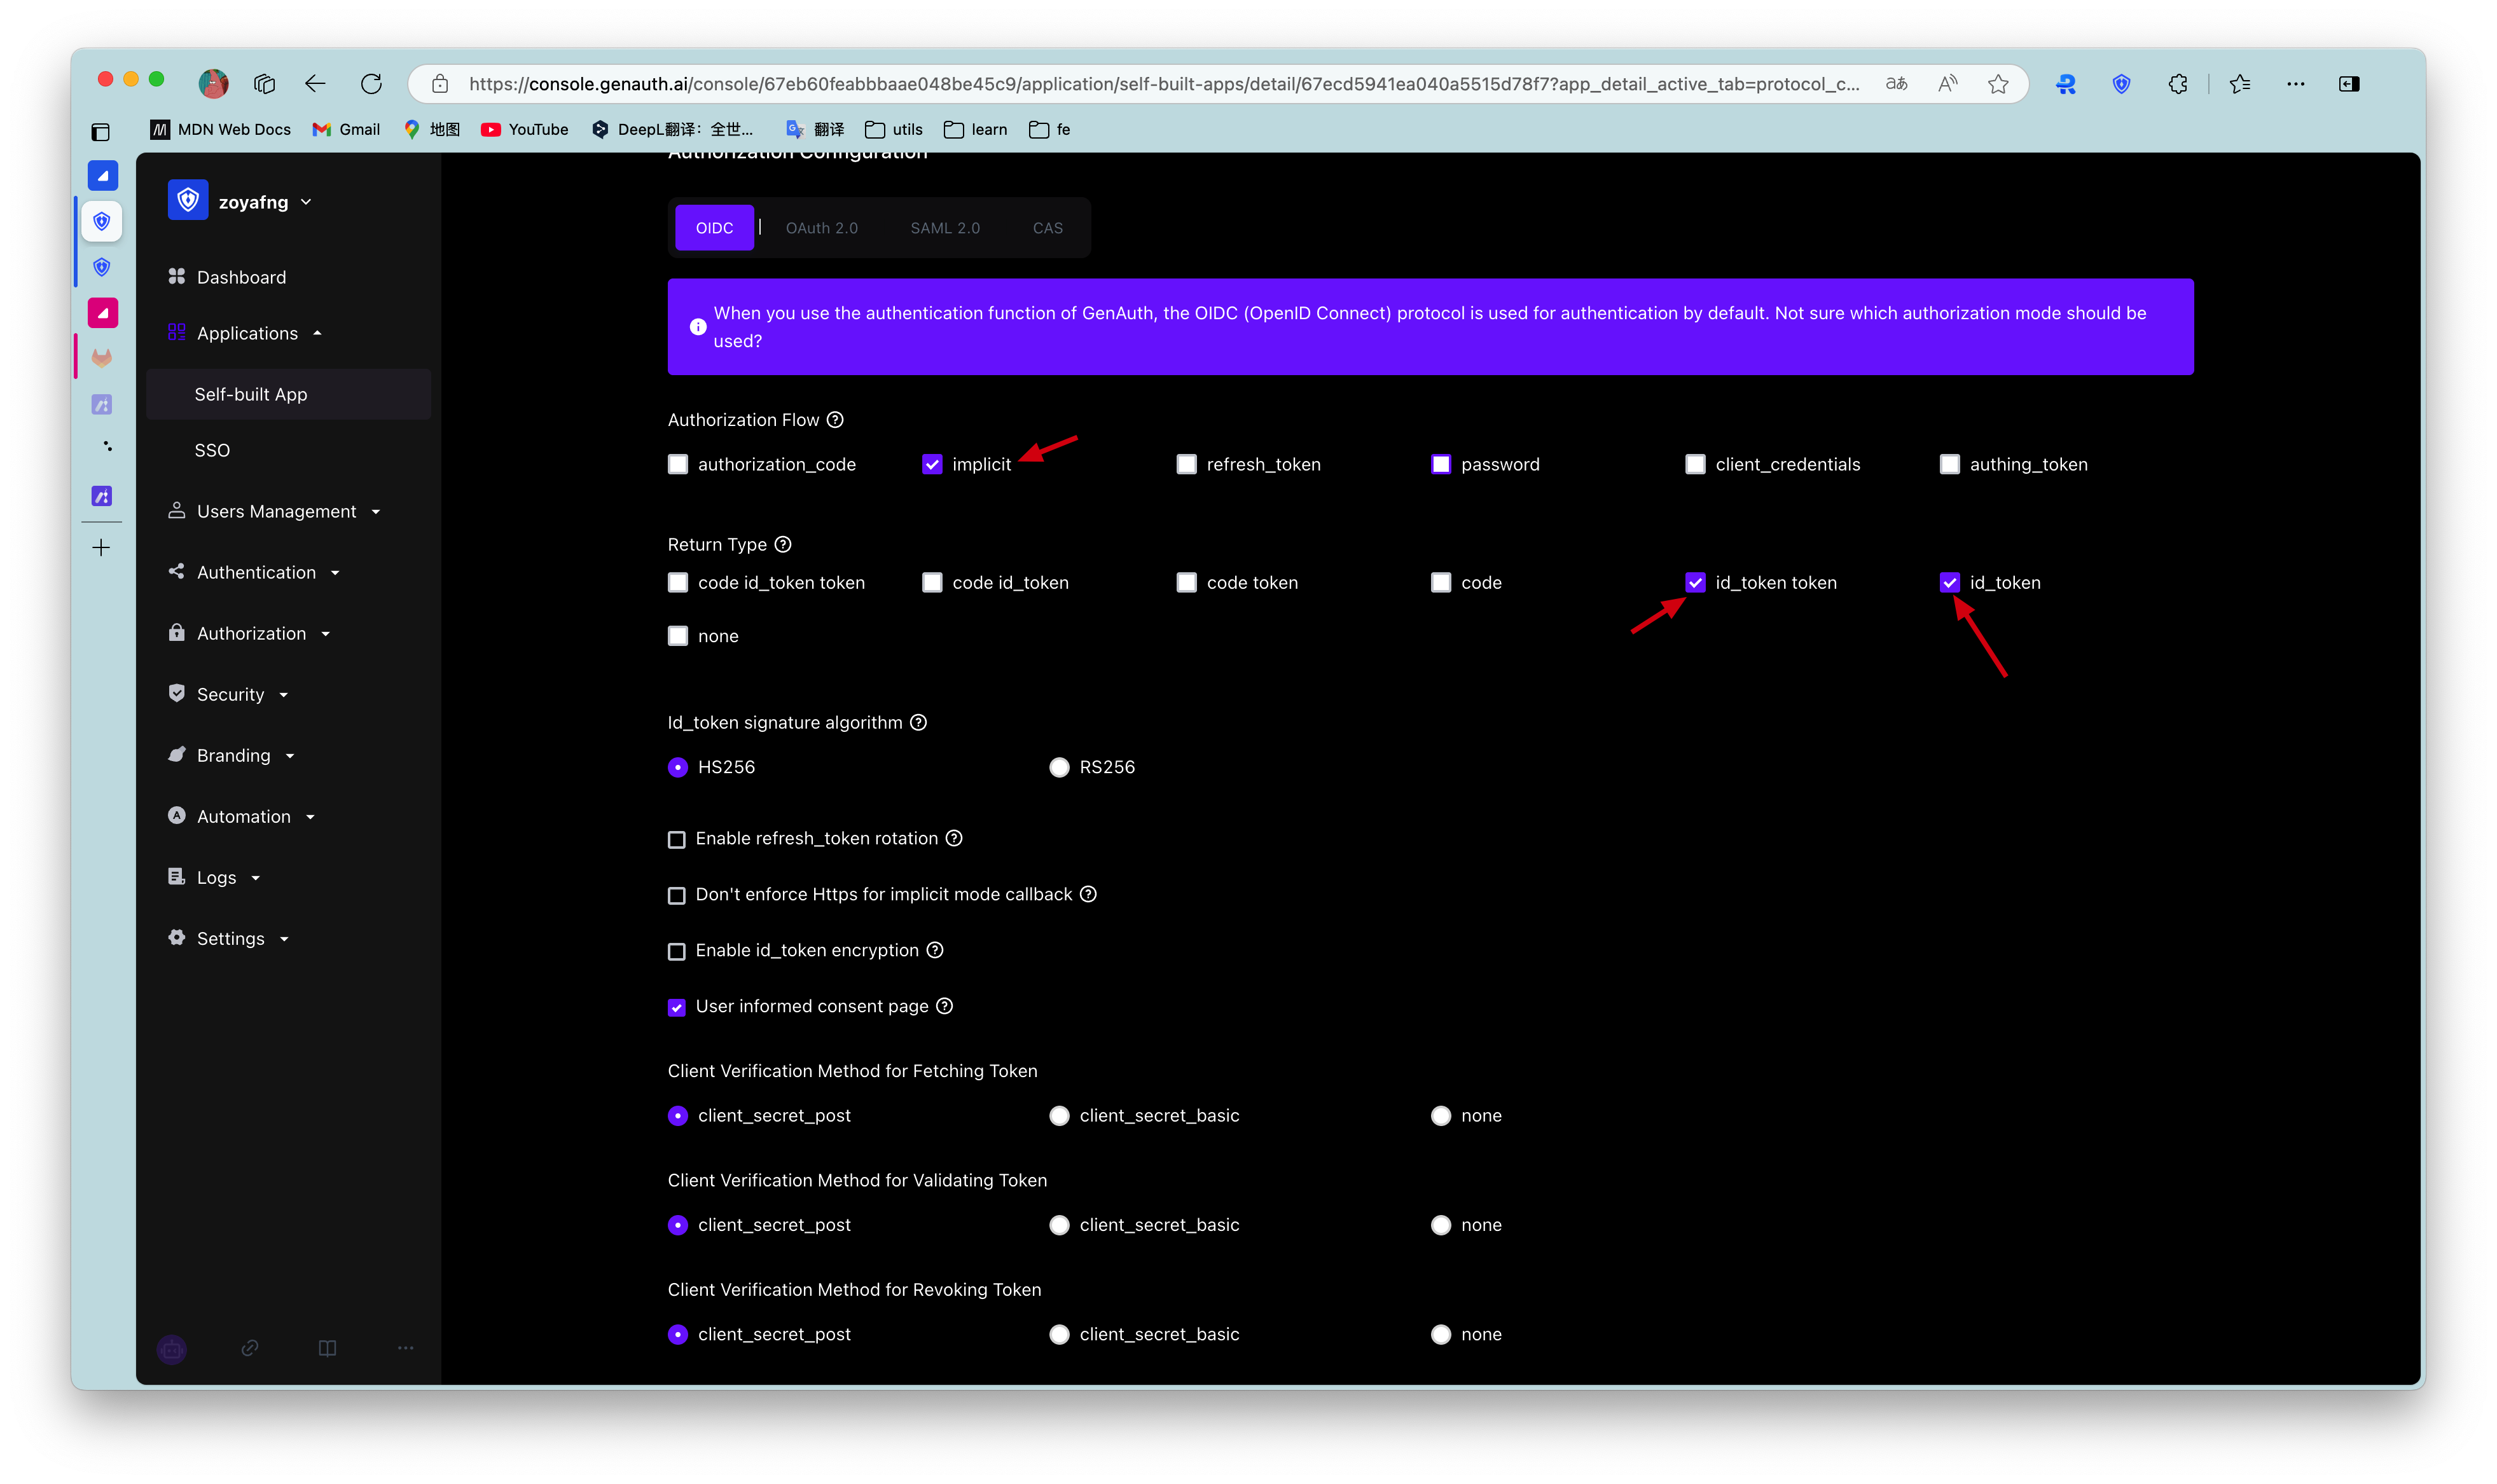 https://console.genauth.ai/console/67eb60feabbbaae048be45c9/application/self-built-apps/detail/67ecd5941ea040a5515d78f7?app_detail_active_tab=protocol_c...
MDN Web Docs
Gmail
地图
YouTube
DeepL翻译：全世...
翻译
utils
learn
fe
zoyafng
Dashboard
Applications
Self-built App
SSO
Users Management
Authentication
Authorization
Security
Branding
Automation
Logs
Settings
Authorization Configuration
OIDC
OAuth 2.0
SAML 2.0
CAS
When you use the authentication function of GenAuth, the OIDC (OpenID Connect) protocol is used for authentication by default. Not sure which authorization mode should be
used?
Authorization Flow
authorization_code
implicit
refresh_token
password
client_credentials
authing_token
Return Type
code id_token token
code id_token
code token
code
id_token token
id_token
none
Id_token signature algorithm
HS256
RS256
Enable refresh_token rotation
Don't enforce Https for implicit mode callback
Enable id_token encryption
User informed consent page
Client Verification Method for Fetching Token
client_secret_post
client_secret_basic
none
Client Verification Method for Validating Token
client_secret_post
client_secret_basic
none
Client Verification Method for Revoking Token
client_secret_post
client_secret_basic
none